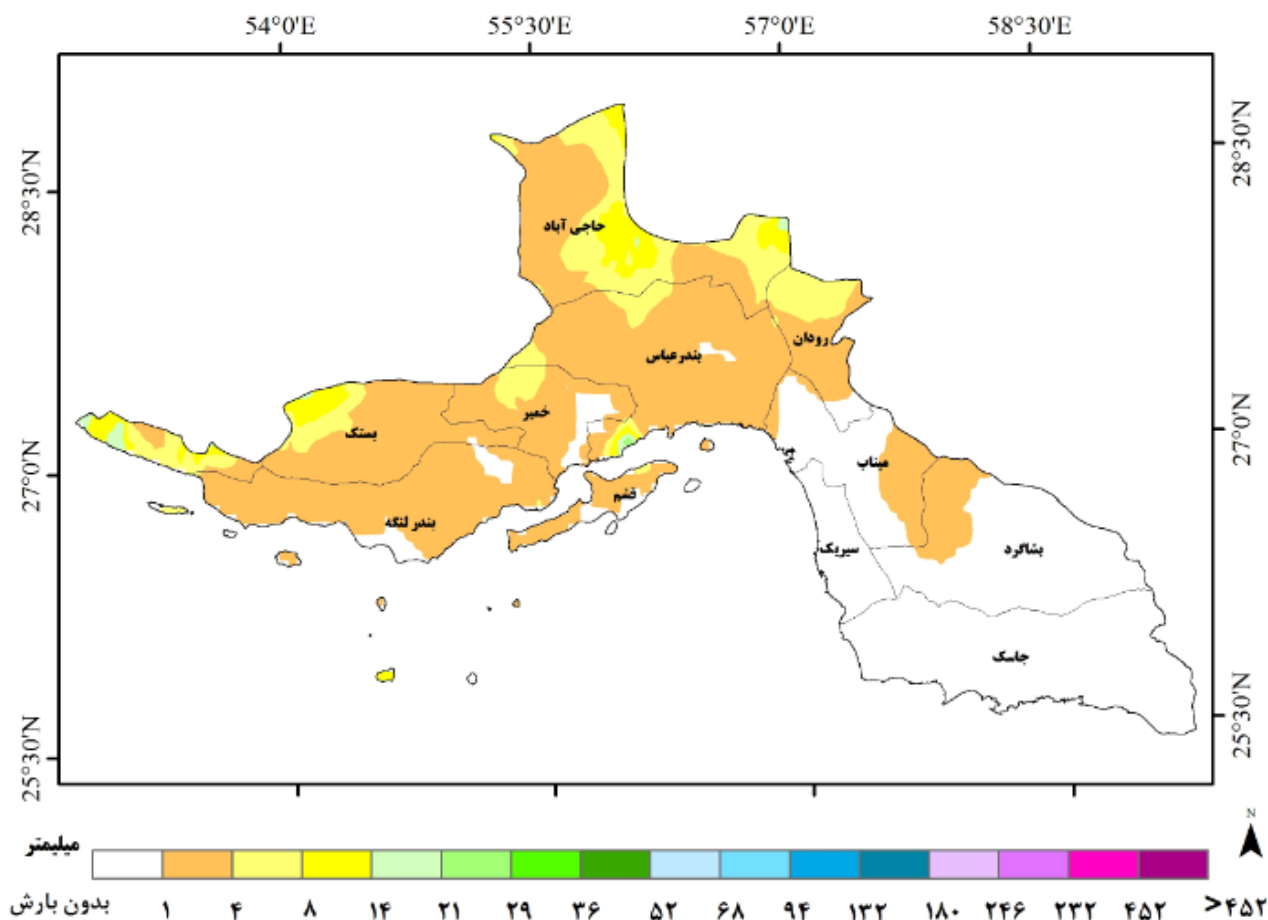 54°0'E 55°30'E 57°0'E 58°30'E
28°30'N 28°30'N
حاجی آباد
رودان
بندرعباس
خمیر
بستک
27°0'N 27°0'N
میناب
قشم
بندر لنگه
سیریک
بشاگرد
جاسک
25°30'N 25°30'N
N
میلیمتر
بدون بارش ۱ ۴ ۸ ۱۴ ۲۱ ۲۹ ۳۶ ۵۲ ۶۸ ۹۴ ۱۳۲ ۱۸۰ ۲۴۶ ۲۳۲ ۴۵۲ >۴۵۲